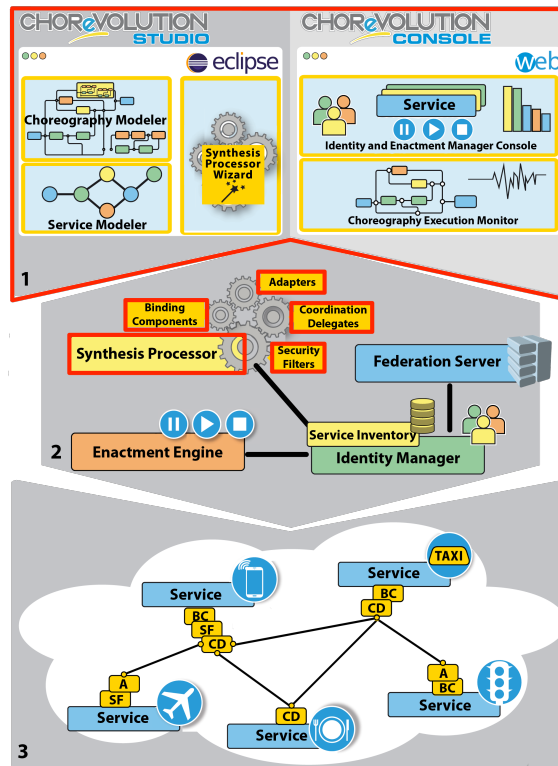 CHOReVOLUTION
STUDIO
CHOReVOLUTION
CONSOLE
eclipse
Web
Choreography Modeler
Service Modeler
Synthesis
Processor
Wizard
Service
Identity and Enactment Manager Console
Choreography Execution Monitor
1
Adapters
Binding
Components
Coordination
Delegates
Synthesis Processor
Security
Filters
Federation Server
Service Inventory
Identity Manager
Enactment Engine
2
TAXI
Service
BC
CD
Service
BC
SF
CD
A
SF
Service
CD
Service
A
BC
Service
3